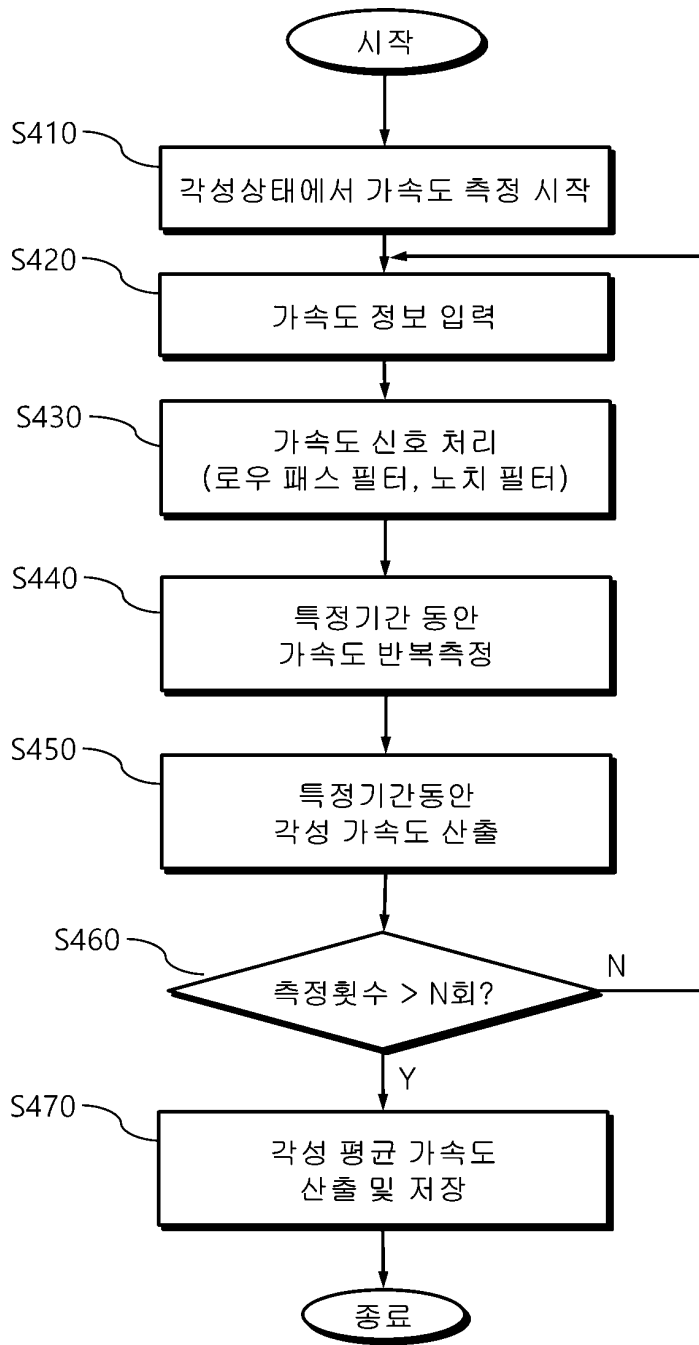 시작
S410
각성상태에서 가속도 측정 시작
S420
가속도 정보 입력
S430
가속도 신호 처리
(로우 패스 필터, 노치 필터)
S440
특정기간 동안
가속도 반복측정
S450
특정기간동안
각성 가속도 산출
S460
측정횟수 > N회?
N
Y
S470
각성 평균 가속도
산출 및 저장
종료